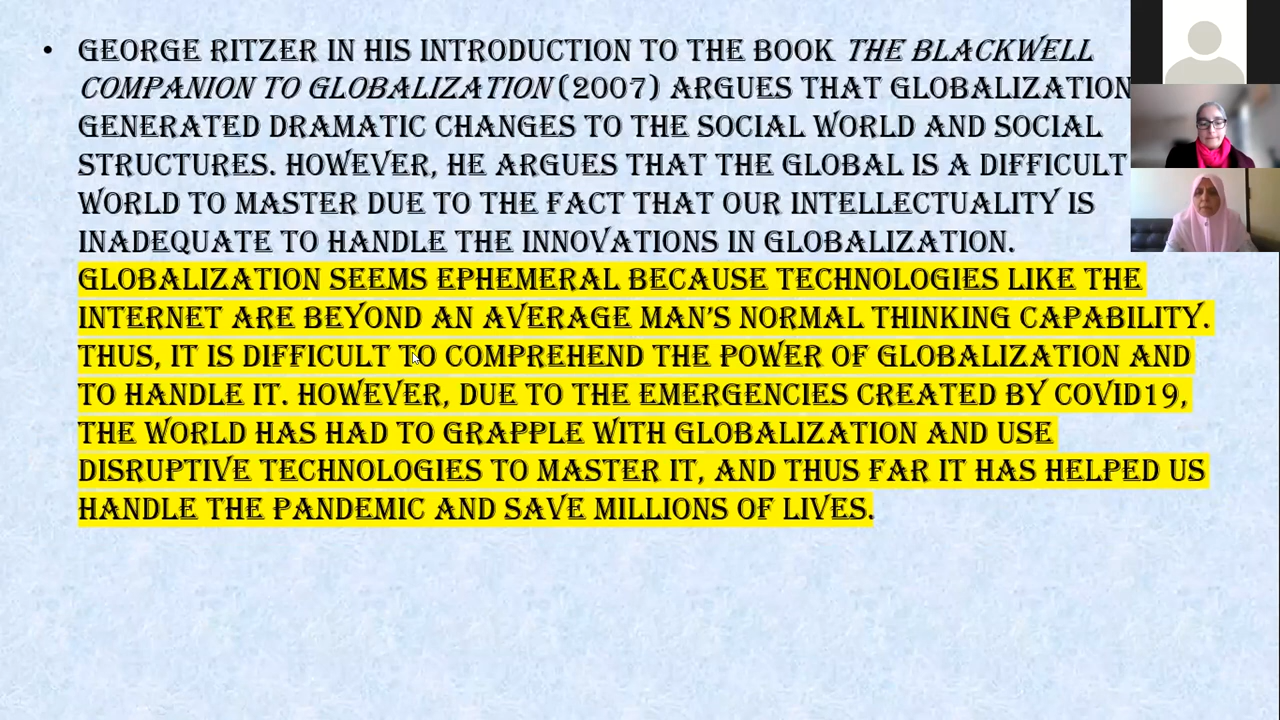 • GEORGE RITZER IN HIS INTRODUCTION TO THE BOOK THE BLACKWELL
COMPANION TO GLOBALIZATION (2007) ARGUES THAT GLOBALIZATION
GENERATED DRAMATIC CHANGES TO THE SOCIAL WORLD AND SOCIAL
STRUCTURES. HOWEVER, HE ARGUES THAT THE GLOBAL IS A DIFFICULT
WORLD TO MASTER DUE TO THE FACT THAT OUR INTELLECTUALITY IS
INADEQUATE TO HANDLE THE INNOVATIONS IN GLOBALIZATION.
GLOBALIZATION SEEMS EPHEMERAL BECAUSE TECHNOLOGIES LIKE THE
INTERNET ARE BEYOND AN AVERAGE MAN'S NORMAL THINKING CAPABILITY.
THUS, IT IS DIFFICULT TO COMPREHEND THE POWER OF GLOBALIZATION AND
TO HANDLE IT. HOWEVER, DUE TO THE EMERGENCIES CREATED BY COVID19,
THE WORLD HAS HAD TO GRAPPLE WITH GLOBALIZATION AND USE
DISRUPTIVE TECHNOLOGIES TO MASTER IT, AND THUS FAR IT HAS HELPED US
HANDLE THE PANDEMIC AND SAVE MILLIONS OF LIVES.